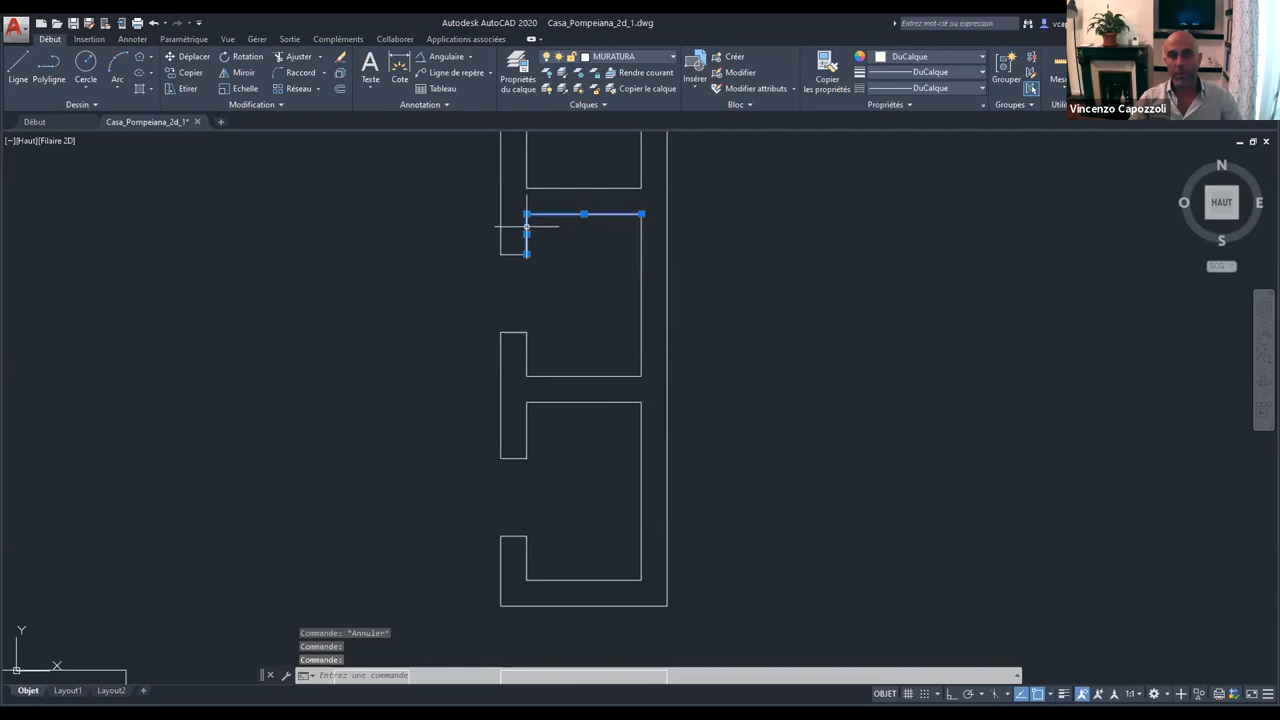 Autodesk AutoCAD 2020 Casa_Pompeiana_2d_1.dwg
Entrez mot-clé ou expression
Début Insertion Annoter Paramétrique Vue Gérer Sortie Compléments Collaborer Applications associées
Ligne Polyligne Cercle Arc
Déplacer Rotation Ajuster
Copier Miroir Raccord
Etirer Echelle Réseau
Texte Cote
Angulaire
Ligne de repère
Tableau
Propriétés
du calque
MURATURA
Rendre courant
Copier le calque
Insérer
Créer
Modifier
Modifier attributs
Copier
les propriétés
DuCalque
DuCalque
DuCalque
Grouper
Dessin Modification Annotation Calques Bloc Propriétés Groupes
Vincenzo Capozzoli
Début Casa_Pompeiana_2d_1*
[−][Haut][Filaire 2D]
N
O HAUT E
S
SCG
Y
X
Commande: *Annuler*
Commande:
Commande:
Entrez une commande
Objet Layout1 Layout2
OBJET
1:1